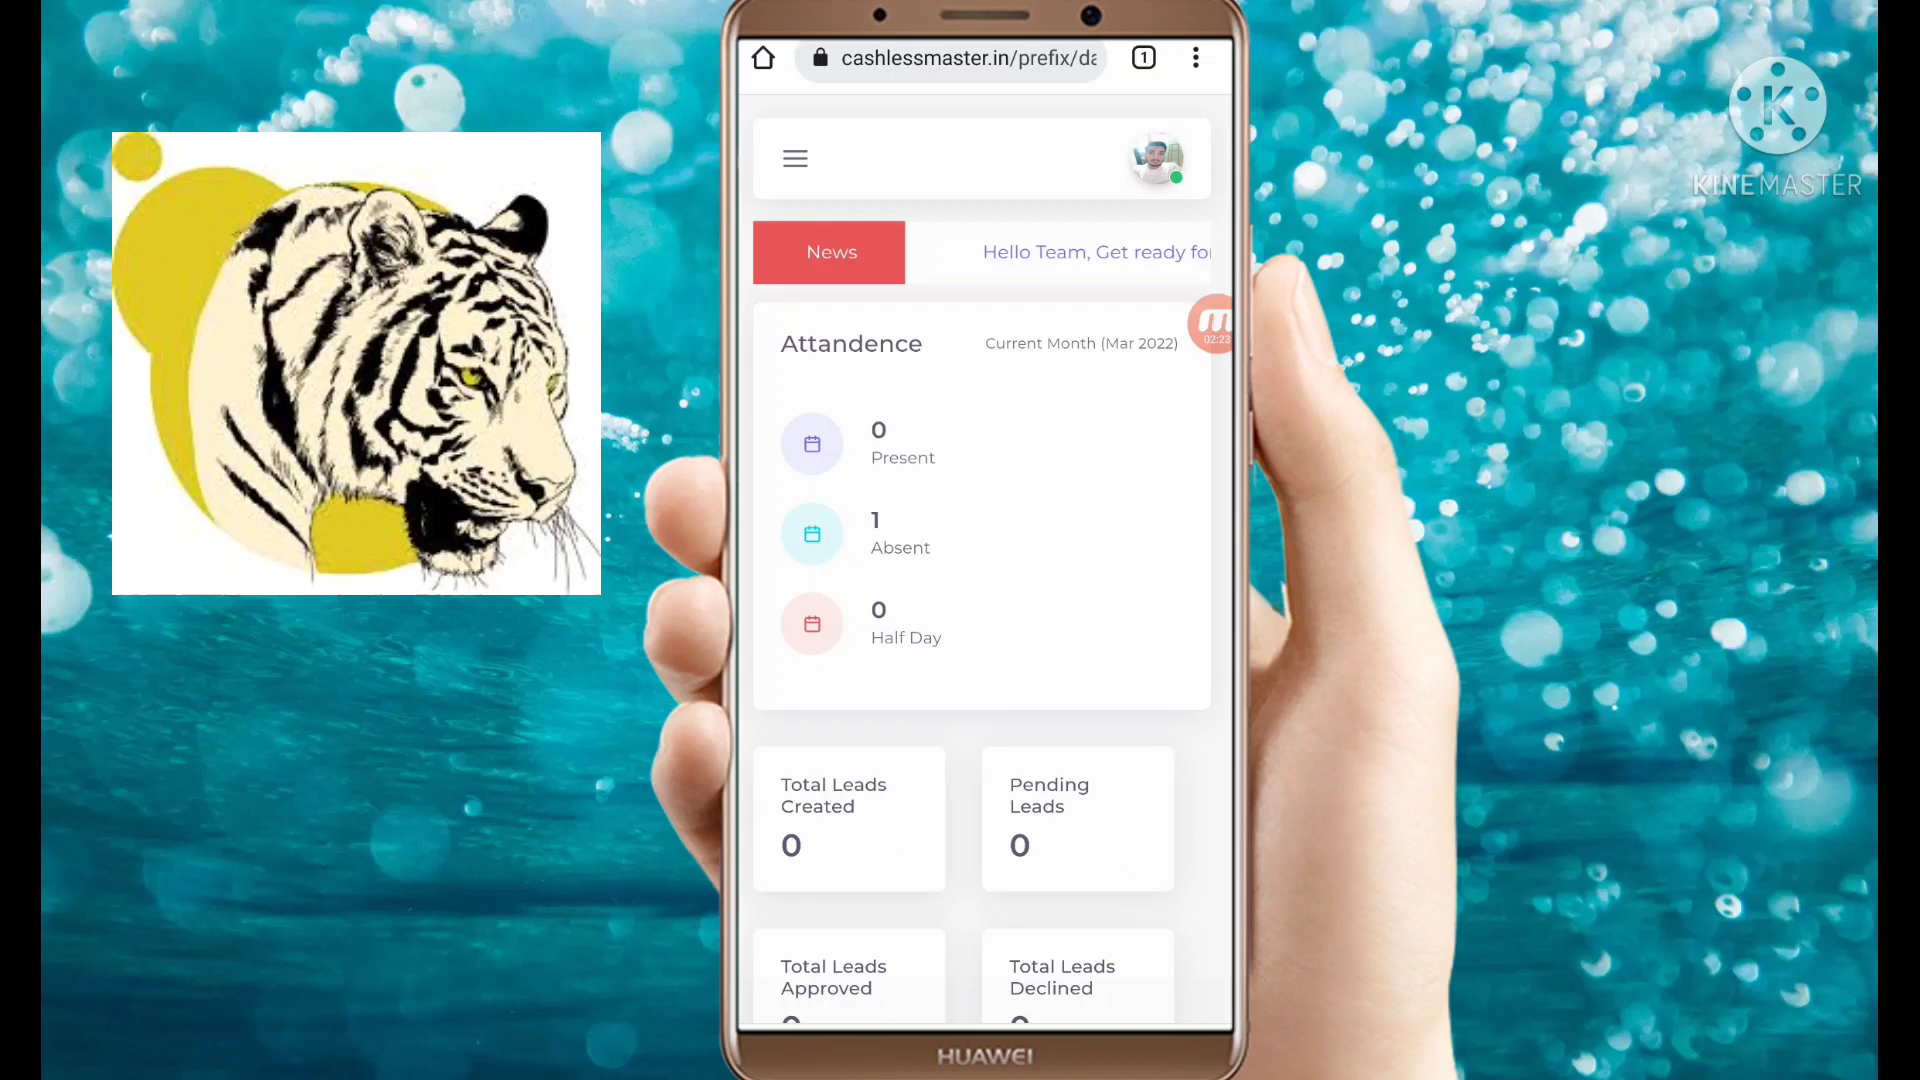 cashlessmaster.in/prefix/da
1
KINEMASTER
News
Hello Team, Get ready for
Attandence
Current Month (Mar 2022)
02:23
0
Present
1
Absent
0
Half Day
Total Leads
Created
0
Pending
Leads
0
Total Leads
Approved
Total Leads
Declined
HUAWEI